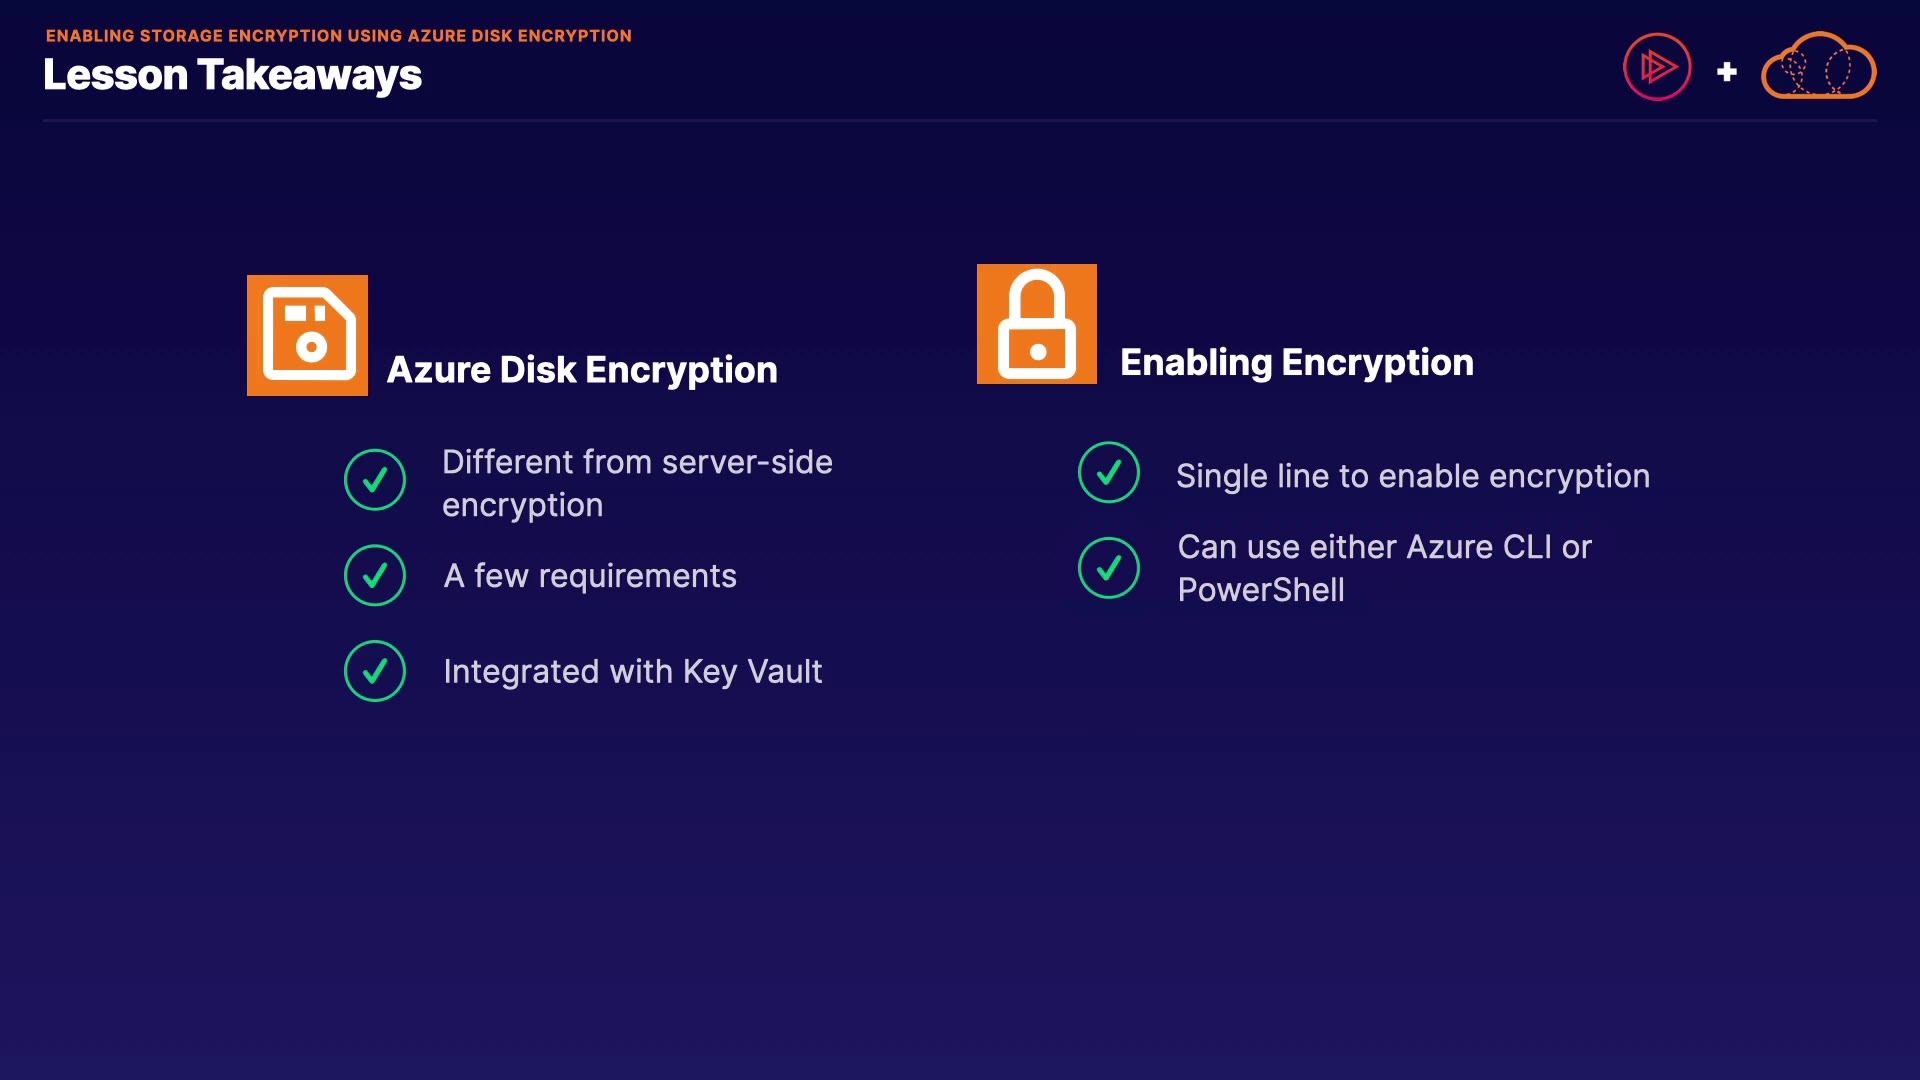 ENABLING STORAGE ENCRYPTION USING AZURE DISK ENCRYPTION
Lesson Takeaways
Azure Disk Encryption
Different from server-side
encryption
A few requirements
Integrated with Key Vault
Enabling Encryption
Single line to enable encryption
Can use either Azure CLI or
PowerShell